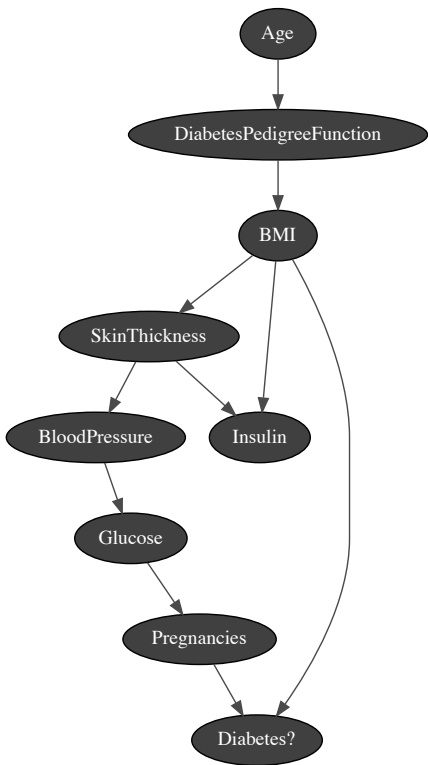 Age
DiabetesPedigreeFunction
BMI
SkinThickness
BloodPressure
Insulin
Glucose
Pregnancies
Diabetes?